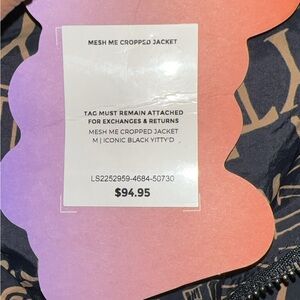 MESH ME CROPPED JACKET
TAG MUST REMAIN ATTACHED
FOR EXCHANGES & RETURNS
MESH ME CROPPED JACKET
M | ICONIC BLACK YITTY'D
LS2252959-4684-50730
$94.95